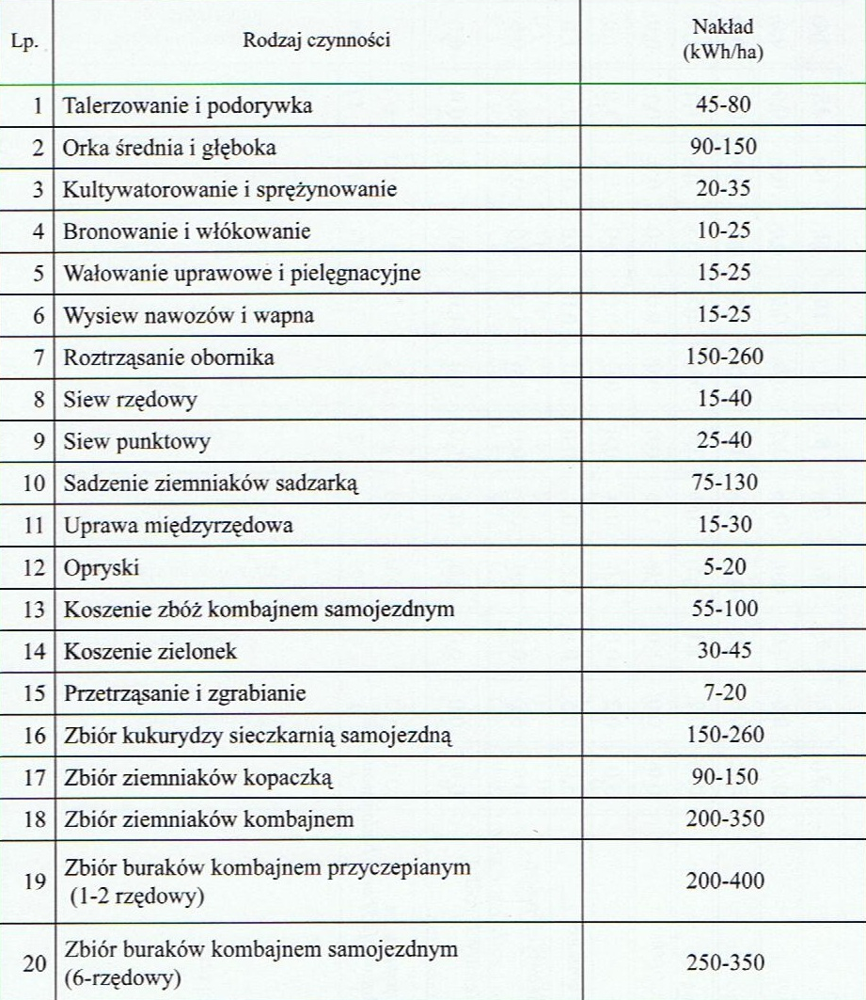 Lp. Rodzaj czynności Nakład
(kWh/ha)
1 Talerzowanie i podorywka 45-80
2 Orka średnia i głęboka 90-150
3 Kultywatorowanie i sprężynowanie 20-35
4 Bronowanie i włókowanie 10-25
5 Wałowanie uprawowe i pielęgnacyjne 15-25
6 Wysiew nawozów i wapna 15-25
7 Roztrząsanie obornika 150-260
8 Siew rzędowy 15-40
9 Siew punktowy 25-40
10 Sadzenie ziemniaków sadzarką 75-130
11 Uprawa międzyrzędowa 15-30
12 Opryski 5-20
13 Koszenie zbóż kombajnem samojezdnym 55-100
14 Koszenie zielonek 30-45
15 Przetrząsanie i zgrabianie 7-20
16 Zbiór kukurydzy sieczkarnią samojezdną 150-260
17 Zbiór ziemniaków kopaczką 90-150
18 Zbiór ziemniaków kombajnem 200-350
19 Zbiór buraków kombajnem przyczepianym 200-400
(1-2 rzędowy)
20 Zbiór buraków kombajnem samojezdnym 250-350
(6-rzędowy)